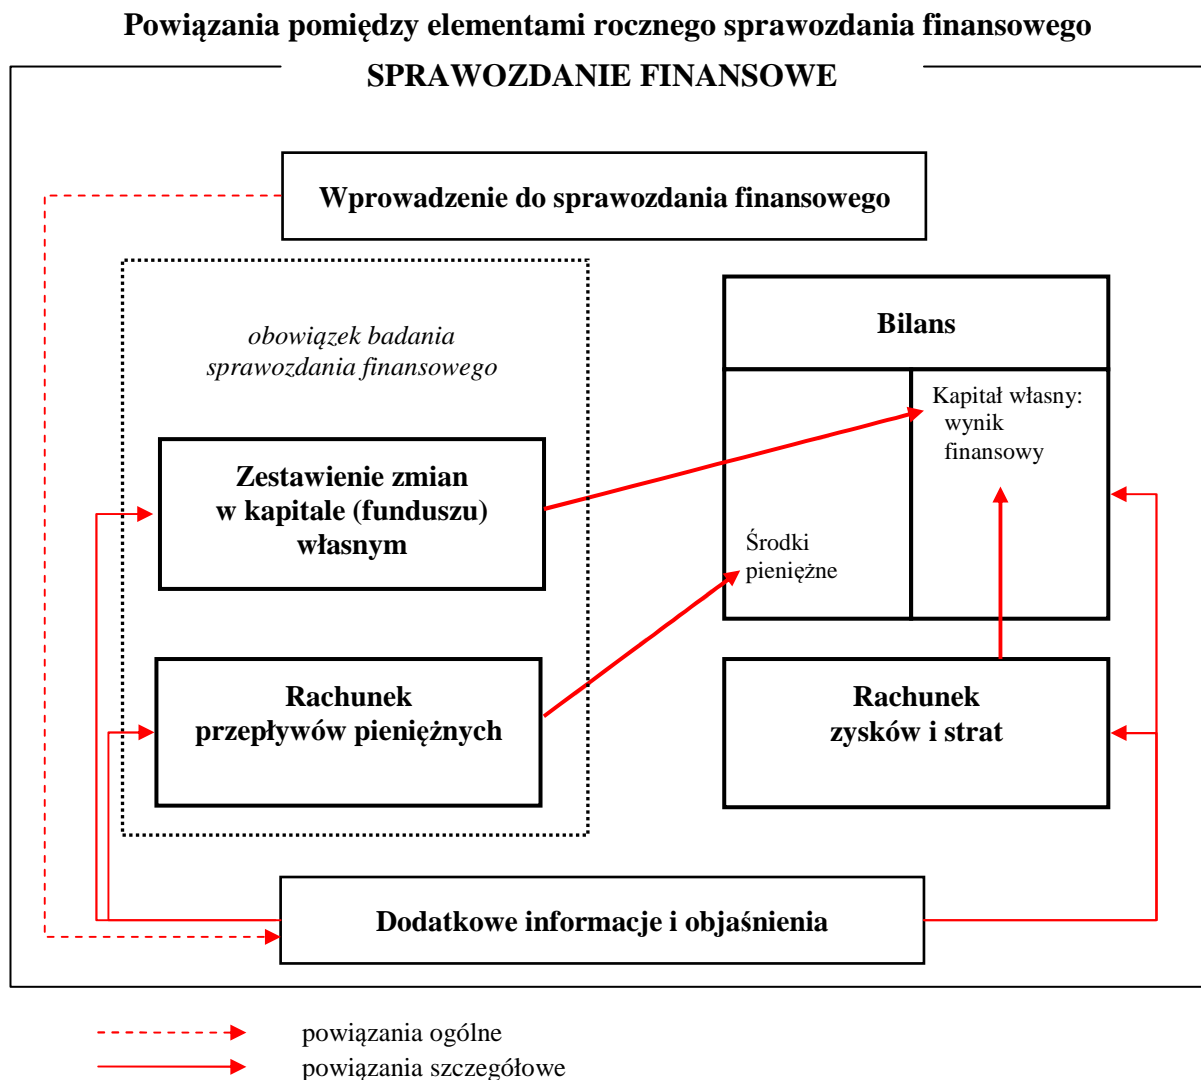 Powiązania pomiędzy elementami rocznego sprawozdania finansowego
SPRAWOZDANIE FINANSOWE
Wprowadzenie do sprawozdania finansowego
obowiązek badania
sprawozdania finansowego
Bilans
Kapitał własny:
wynik
finansowy
Zestawienie zmian
w kapitale (funduszu)
własnym
Środki
pieniężne
Rachunek
przepływów pieniężnych
Rachunek
zysków i strat
Dodatkowe informacje i objaśnienia
powiązania ogólne
powiązania szczegółowe